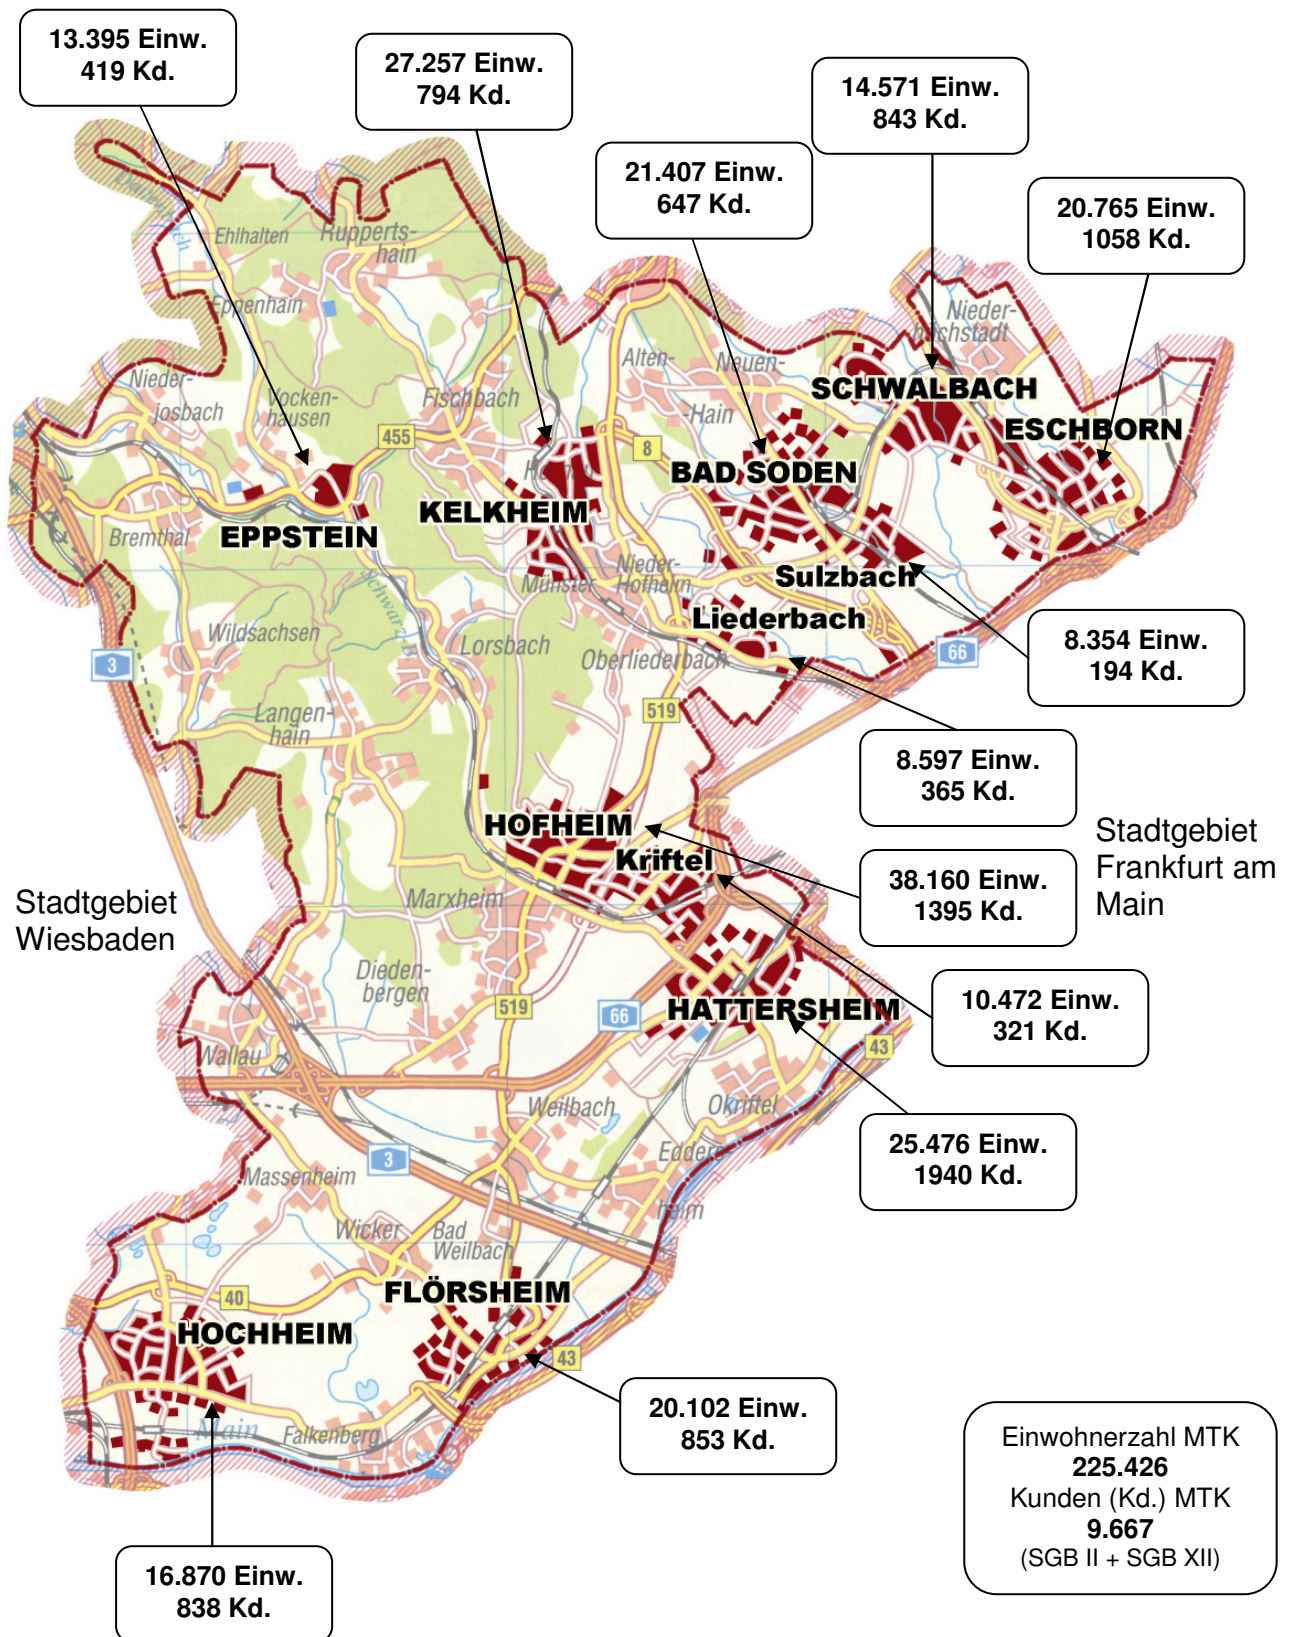 13.395 Einw.
419 Kd.
27.257 Einw.
794 Kd.
14.571 Einw.
843 Kd.
21.407 Einw.
647 Kd.
20.765 Einw.
1058 Kd.
Ehlhalten
Rupperts-
hain
Eppenhain
Nieder-
höchstadt
Alten-
Neuen-
-Hain
SCHWALBACH
ESCHBORN
Nieder-
josbach
Vocken-
hausen
Fischbach
455
8
BAD SODEN
KELKHEIM
EPPSTEIN
Bremthal
Schwarz-B.
Münster
Nieder-
Hofheim
Sulzbach
Liederbach
Wildsachsen
Lorsbach
Oberliederbach
8.354 Einw.
194 Kd.
3
66
Langen-
hain
519
8.597 Einw.
365 Kd.
HOFHEIM
Kriftel
Stadtgebiet
Frankfurt am
Main
38.160 Einw.
1395 Kd.
Stadtgebiet
Wiesbaden
Marxheim
Dieden-
bergen
519
66
HATTERSHEIM
10.472 Einw.
321 Kd.
43
Wallau
Weilbach
Okriftel
25.476 Einw.
1940 Kd.
3
Edders-
heim
Massenheim
Wicker
Bad
Weilbach
FLÖRSHEIM
40
HOCHHEIM
43
20.102 Einw.
853 Kd.
Main
Falkenberg
16.870 Einw.
838 Kd.
Einwohnerzahl MTK
225.426
Kunden (Kd.) MTK
9.667
(SGB II + SGB XII)